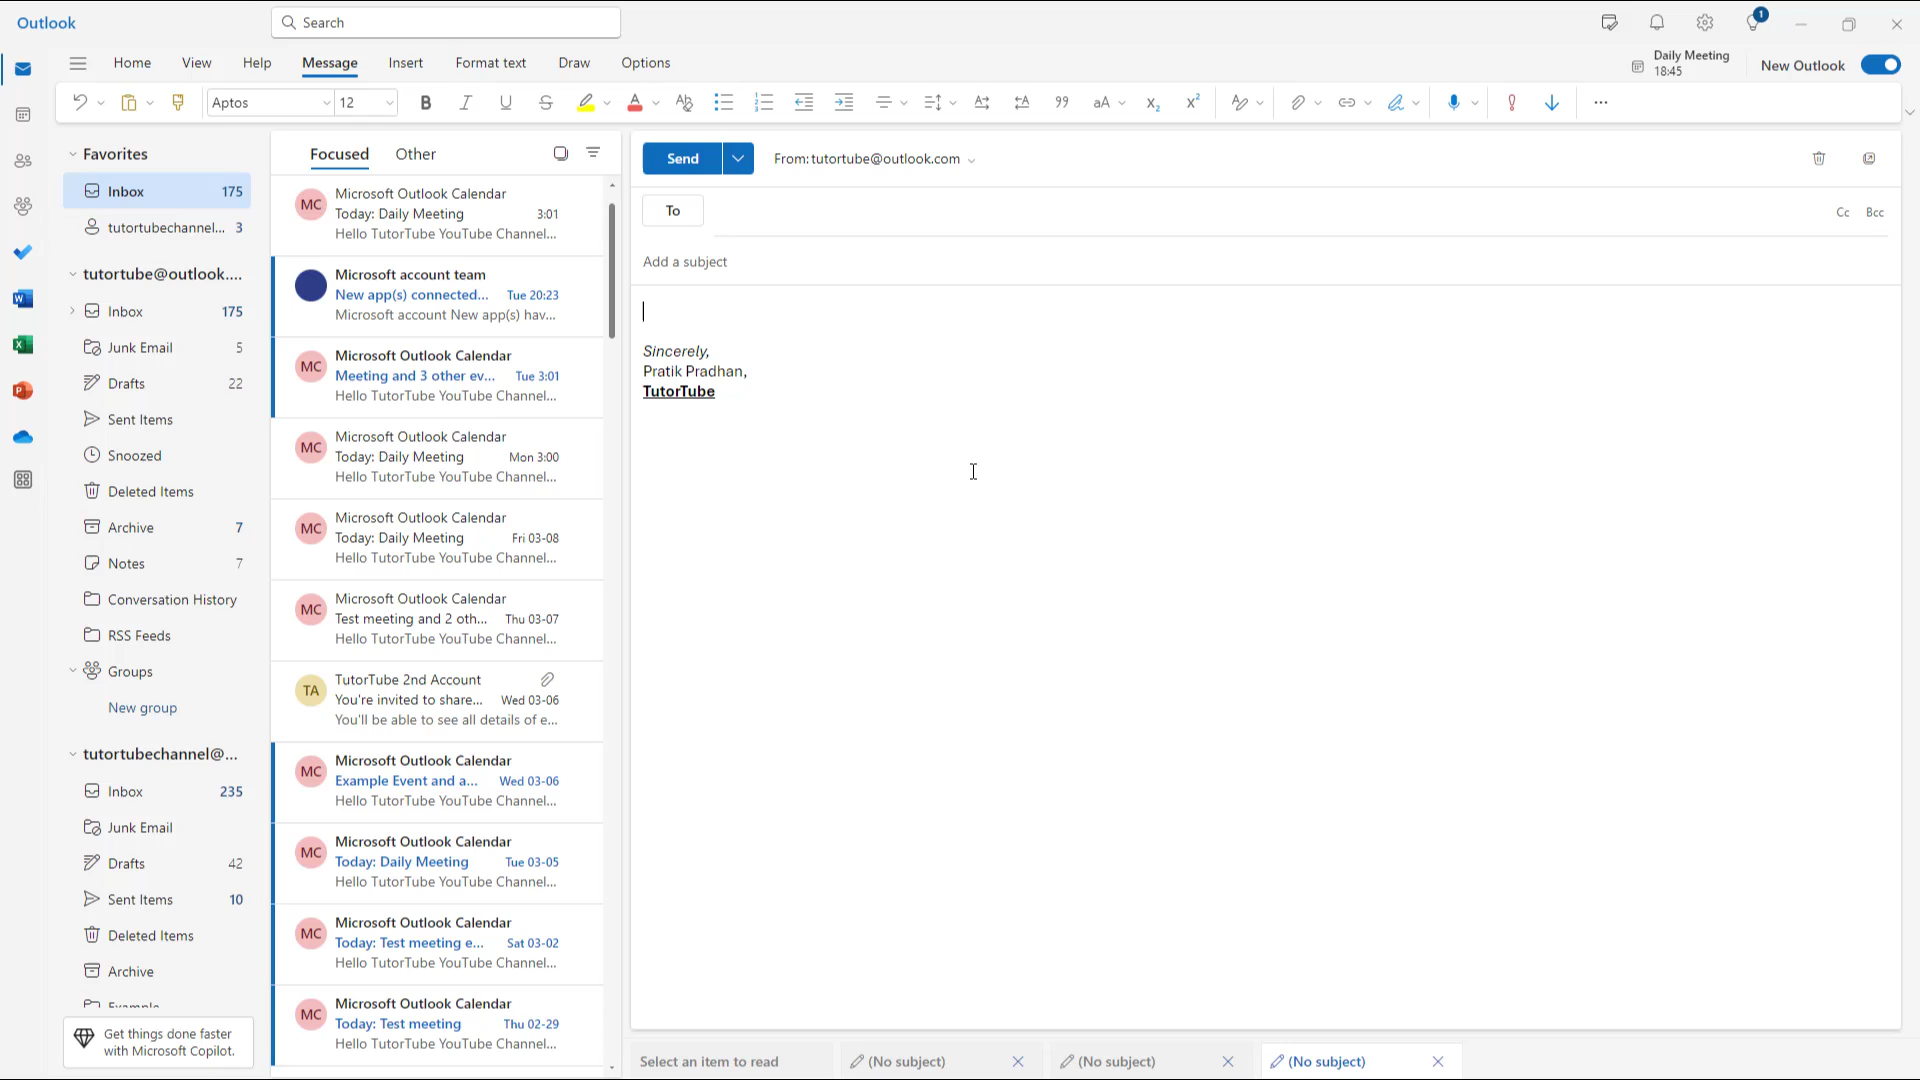 Outlook
Search
1
Home
View
Help
Message
Insert
Format text
Draw
Options
Daily Meeting
18:45
New Outlook
Aptos
12
Favorites
Inbox 175
tutortubechannel... 3
tutortube@outlook....
Inbox 175
Junk Email 5
Drafts 22
Sent Items
Snoozed
Deleted Items
Archive 7
Notes 7
Conversation History
RSS Feeds
Groups
New group
tutortubechannel@...
Inbox 235
Junk Email
Drafts 42
Sent Items 10
Deleted Items
Archive
Example
Get things done faster
with Microsoft Copilot.
Focused
Other
MC
Microsoft Outlook Calendar
Today: Daily Meeting 3:01
Hello TutorTube YouTube Channel...
Microsoft account team
New app(s) connected... Tue 20:23
Microsoft account New app(s) hav...
MC
Microsoft Outlook Calendar
Meeting and 3 other ev... Tue 3:01
Hello TutorTube YouTube Channel...
MC
Microsoft Outlook Calendar
Today: Daily Meeting Mon 3:00
Hello TutorTube YouTube Channel...
MC
Microsoft Outlook Calendar
Today: Daily Meeting Fri 03-08
Hello TutorTube YouTube Channel...
MC
Microsoft Outlook Calendar
Test meeting and 2 oth... Thu 03-07
Hello TutorTube YouTube Channel...
TA
TutorTube 2nd Account
You're invited to share... Wed 03-06
You'll be able to see all details of e...
MC
Microsoft Outlook Calendar
Example Event and a... Wed 03-06
Hello TutorTube YouTube Channel...
MC
Microsoft Outlook Calendar
Today: Daily Meeting Tue 03-05
Hello TutorTube YouTube Channel...
MC
Microsoft Outlook Calendar
Today: Test meeting e... Sat 03-02
Hello TutorTube YouTube Channel...
MC
Microsoft Outlook Calendar
Today: Test meeting Thu 02-29
Hello TutorTube YouTube Channel...
Send
From: tutortube@outlook.com
To
Cc
Bcc
Add a subject
Sincerely,
Pratik Pradhan,
TutorTube
Select an item to read
(No subject)
(No subject)
(No subject)